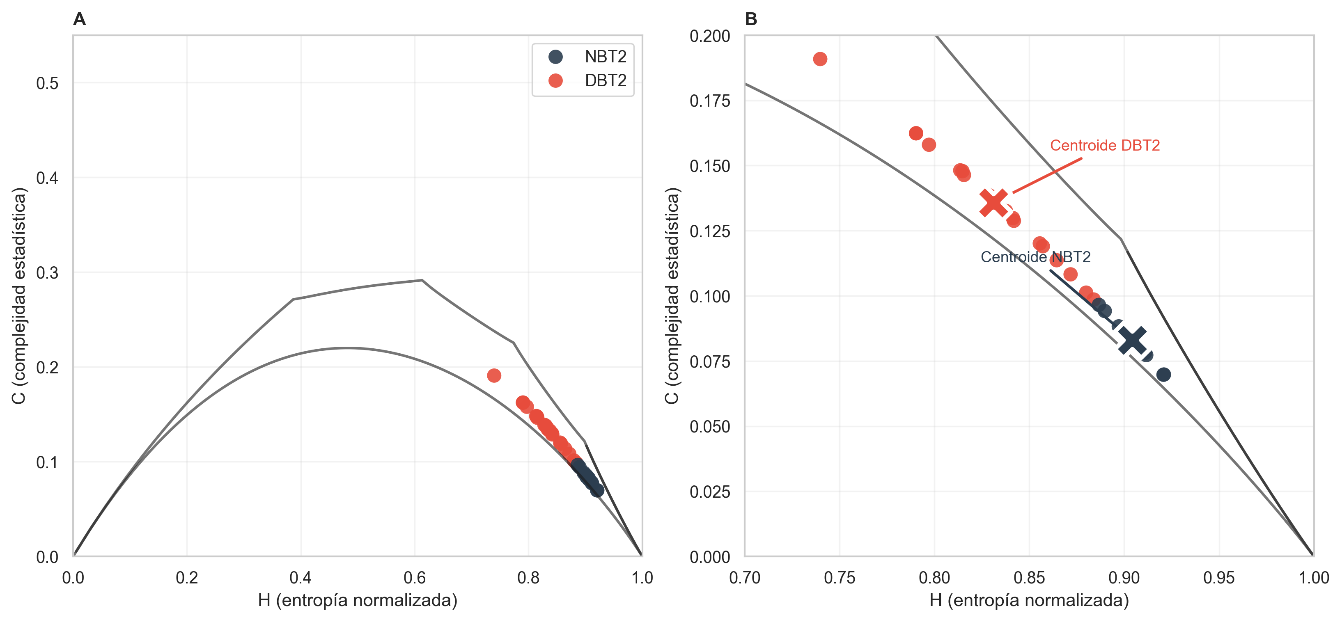 A
NBT2
DBT2
0.5
0.4
0.3
0.2
0.1
0.0
0.0 0.2 0.4 0.6 0.8 1.0
C (complejidad estadística)
H (entropía normalizada)
B
0.200
0.175
0.150
0.125
0.100
0.075
0.050
0.025
0.000
Centroide DBT2
Centroide NBT2
0.70 0.75 0.80 0.85 0.90 0.95 1.00
C (complejidad estadística)
H (entropía normalizada)